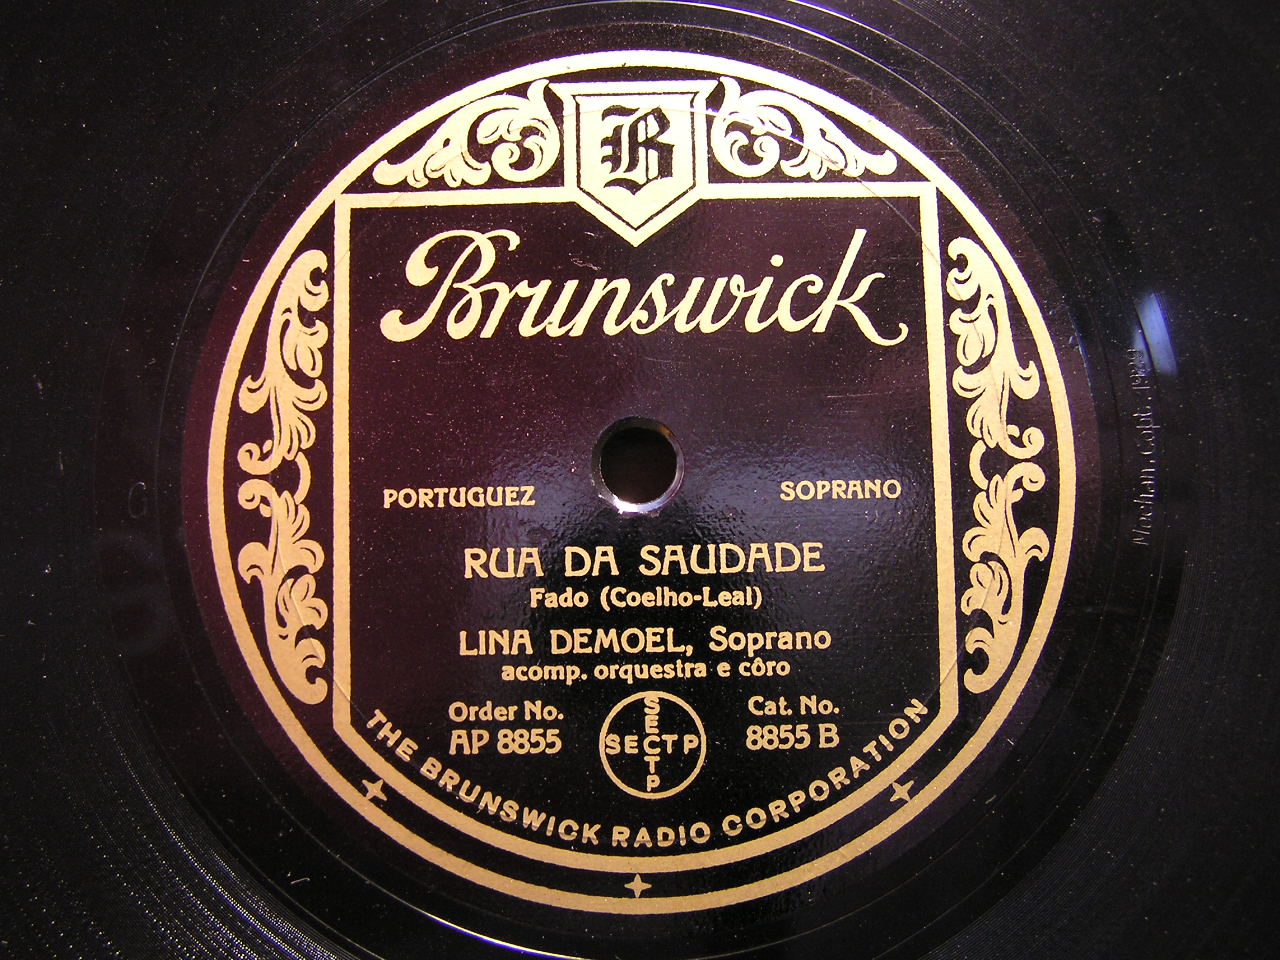 B
Brunswick
PORTUGUEZ SOPRANO
RUA DA SAUDADE
Fado (Coelho-Leal)
LINA DEMOEL, Soprano
acomp. orquestra e côro
Order No. Cat. No.
AP 8855 8855 B
SECTP
SECTP
THE BRUNSWICK RADIO CORPORATION